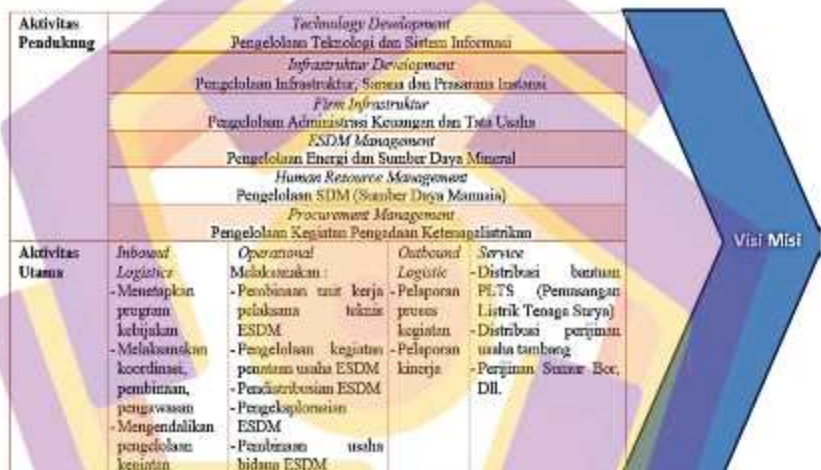 Aktivitas
Pendukung
Technology Development
Pengelolaan Teknologi dan Sistem Informasi
Infrastruktur Development
Pengelolaan Infrastruktur, Sarana dan Prasarana Instansi
Firm Infrastruktur
Pengelolaan Administrasi Keuangan dan Tata Usaha
ESDM Management
Pengelolaan Energi dan Sumber Daya Mineral
Human Resource Management
Pengelolaan SDM (Sumber Daya Manusia)
Procurement Management
Pengelolaan Kegiatan Pengadaan Ketenagalistrikan
Aktivitas
Utama
Inbound
Logistics
-Menetapkan
program
kebijakan
-Melaksanakan
koordinasi,
pembinaan,
pengawasan
-Mengendalikan
pengelolaan
kegiatan
Operational
Melaksanakan :
-Pembinaan unit kerja
pelaksana teknis
ESDM
-Pengelolaan kegiatan
penataan usaha ESDM
-Pendistribusian ESDM
-Pengeksplorasian
ESDM
-Pembinaan usaha
bidang ESDM
Outbound
Logistic
-Pelaporan
proses
kegiatan
-Pelaporan
kinerja
Service
-Distribusi bantuan
PLTS (Pemasangan
Listrik Tenaga Surya)
-Distribusi perijinan
usaha tambang
-Perijinan Sumur Bor,
Dll.
Visi Misi